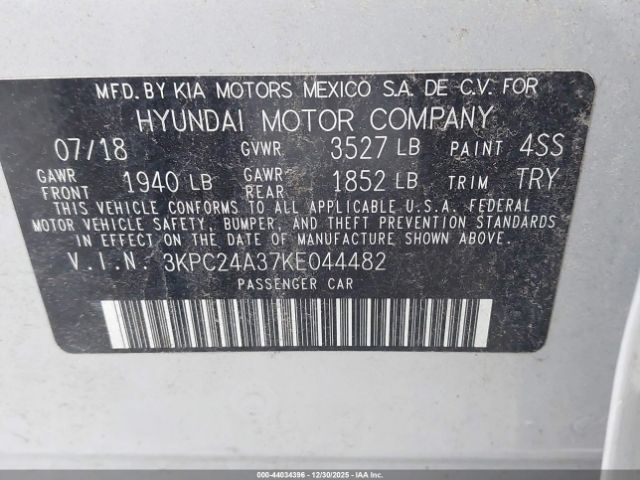 MFD. BY KIA MOTORS MEXICO S.A. DE C.V. FOR
HYUNDAI MOTOR COMPANY
07/18 GVWR 3527 LB PAINT 4SS
GAWR FRONT 1940 LB GAWR REAR 1852 LB TRIM TRY
THIS VEHICLE CONFORMS TO ALL APPLICABLE U.S.A. FEDERAL
MOTOR VEHICLE SAFETY, BUMPER, AND THEFT PREVENTION STANDARDS
IN EFFECT ON THE DATE OF MANUFACTURE SHOWN ABOVE.
V.I.N. 3KPC24A37KE044482
PASSENGER CAR
000-44034396 - 12/30/2025 - IAAI.COM